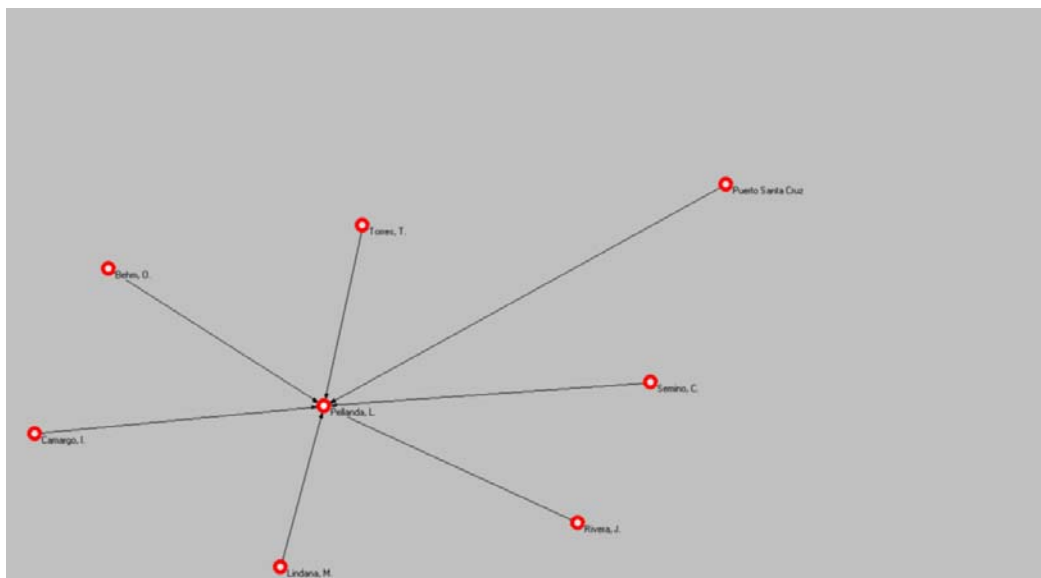 Puerto Santa Cruz
Torres, T.
Behm, O.
Semino, C.
Pellanda, L.
Camargo, I.
Rivera, J.
Lindana, M.